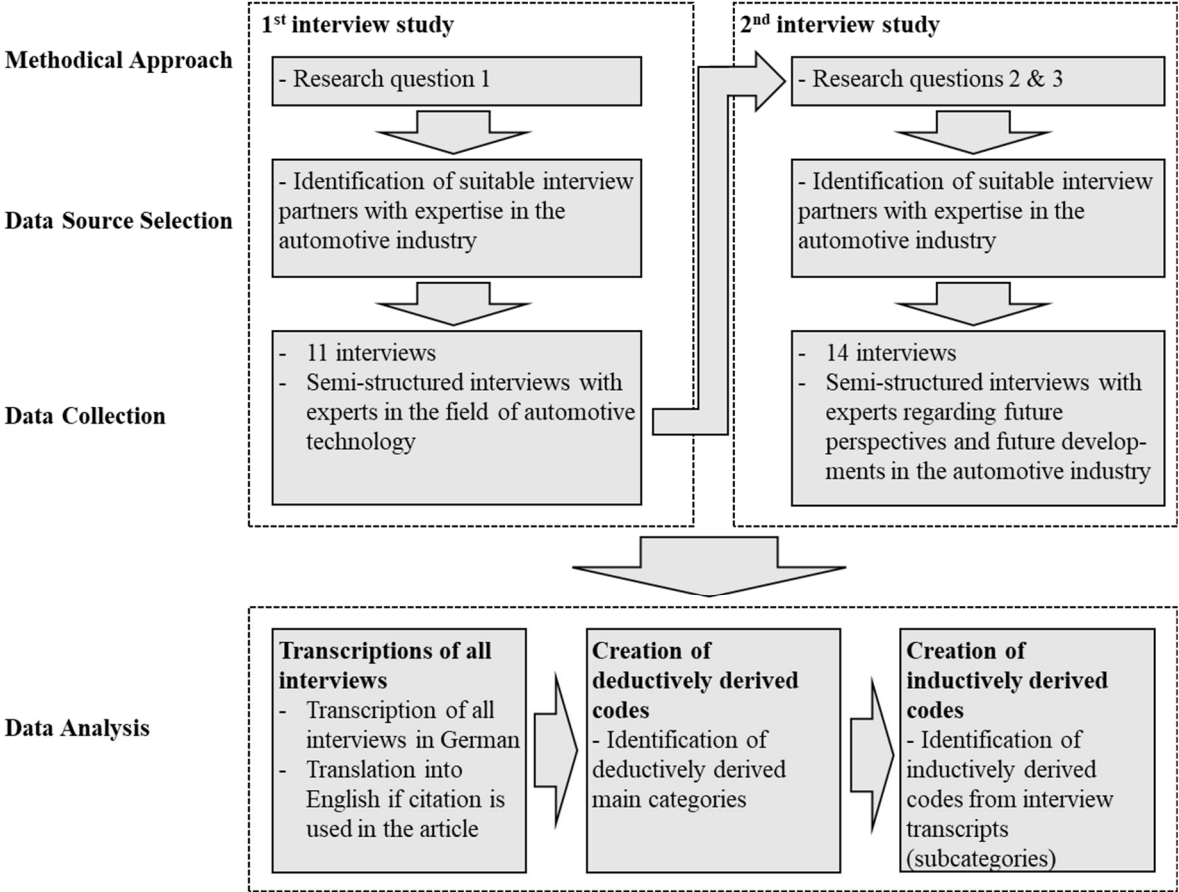 1st interview study
2nd interview study
Methodical Approach
- Research question 1
- Research questions 2 & 3
Data Source Selection
- Identification of suitable interview
partners with expertise in the
automotive industry
- Identification of suitable interview
partners with expertise in the
automotive industry
Data Collection
- 11 interviews
- Semi-structured interviews with
experts in the field of automotive
technology
- 14 interviews
- Semi-structured interviews with
experts regarding future
perspectives and future develop-
ments in the automotive industry
Data Analysis
Transcriptions of all
interviews
- Transcription of all
interviews in German
- Translation into
English if citation is
used in the article
Creation of
deductively derived
codes
- Identification of
deductively derived
main categories
Creation of
inductively derived
codes
- Identification of
inductively derived
codes from interview
transcripts
(subcategories)